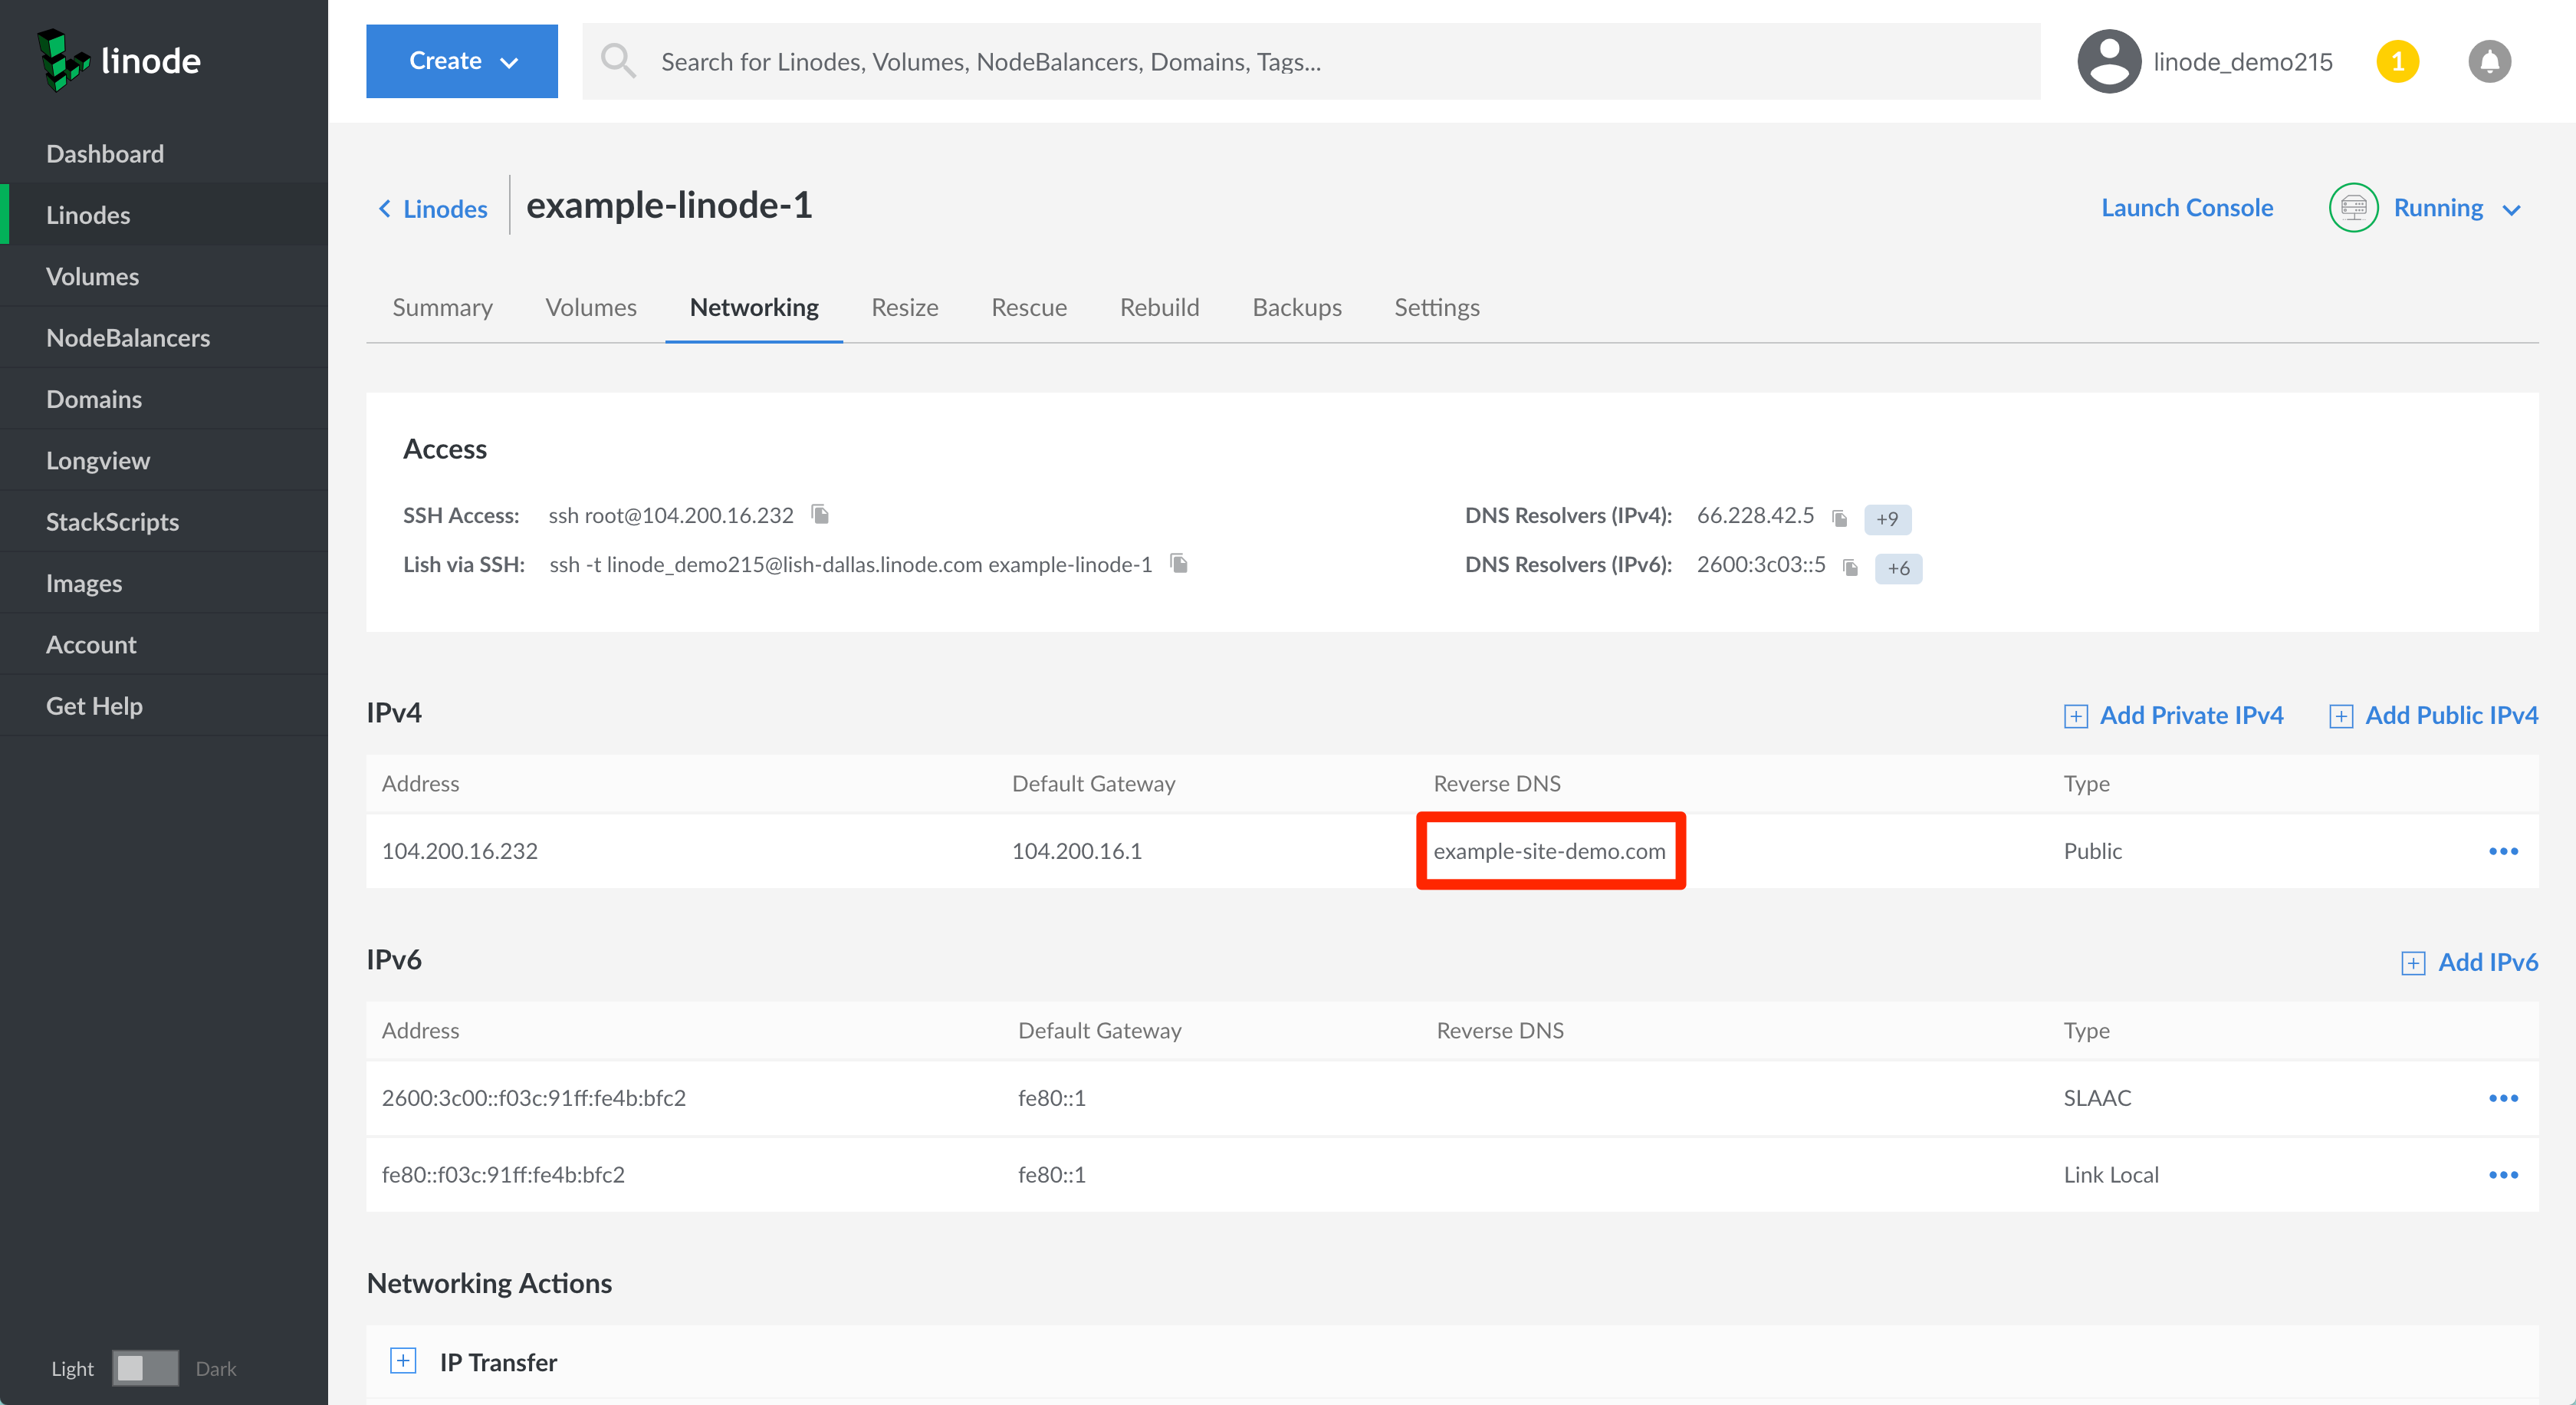 linode
Create
Search for Linodes, Volumes, NodeBalancers, Domains, Tags...
linode_demo215
1
Dashboard
Linodes
Volumes
NodeBalancers
Domains
Longview
StackScripts
Images
Account
Get Help
Light Dark
Linodes
example-linode-1
Launch Console
Running
Summary Volumes Networking Resize Rescue Rebuild Backups Settings
Access
SSH Access: ssh root@104.200.16.232
Lish via SSH: ssh -t linode_demo215@lish-dallas.linode.com example-linode-1
DNS Resolvers (IPv4): 66.228.42.5 +9
DNS Resolvers (IPv6): 2600:3c03::5 +6
IPv4
Add Private IPv4 Add Public IPv4
Address Default Gateway Reverse DNS Type
104.200.16.232 104.200.16.1 example-site-demo.com Public
IPv6
Add IPv6
Address Default Gateway Reverse DNS Type
2600:3c00::f03c:91ff:fe4b:bfc2 fe80::1 SLAAC
fe80::f03c:91ff:fe4b:bfc2 fe80::1 Link Local
Networking Actions
IP Transfer